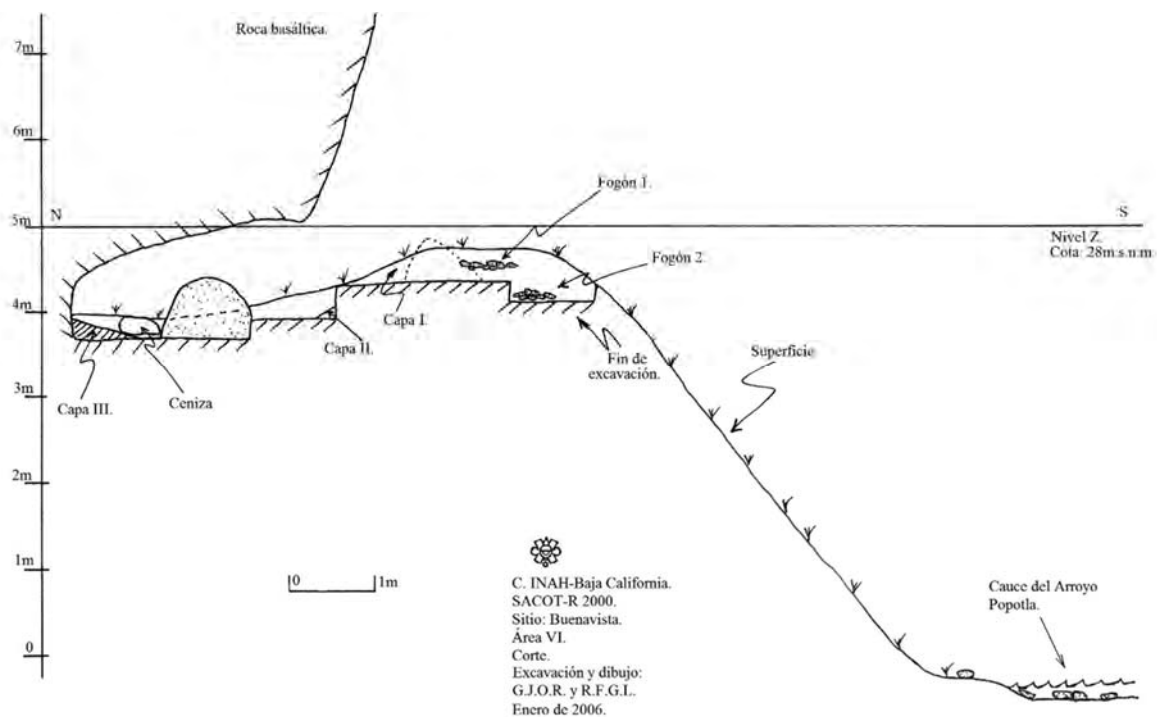 7m
Roca basáltica.
6m
Fogón 1.
5m
N
S
Nivel Z.
Cota: 28m.s.n.m
Fogón 2
4m
Capa I.
Capa II.
Fin de
excavación.
Superficie
3m
Capa III.
Ceniza
2m
1m
0 1m
C. INAH-Baja California.
SACOT-R 2000.
Sitio: Buenavista.
Área VI.
Corte.
Excavación y dibujo:
G.J.O.R. y R.F.G.L.
Enero de 2006.
Cauce del Arroyo
Popotla.
0